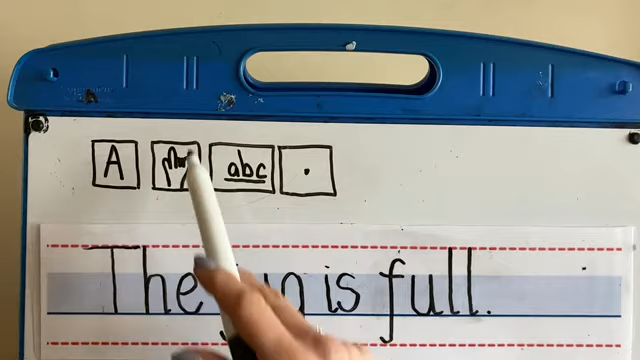 A abc .
The is full.